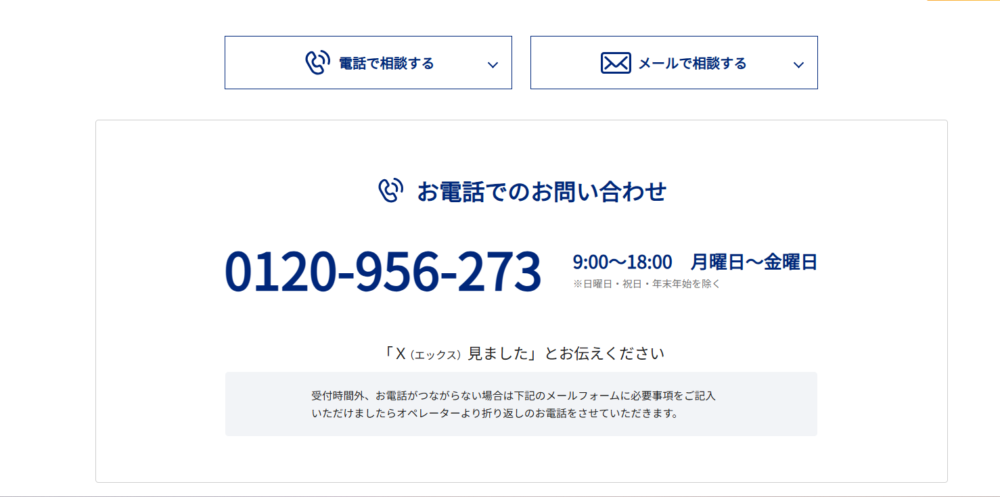 電話で相談する
メールで相談する
お電話でのお問い合わせ
0120-956-273
9:00〜18:00　月曜日〜金曜日
※日曜日・祝日・年末年始を除く
「X（エックス）見ました」とお伝えください
受付時間外、お電話がつながらない場合は下記のメールフォームに必要事項をご記入
いただけましたらオペレーターより折り返しのお電話をさせていただきます。